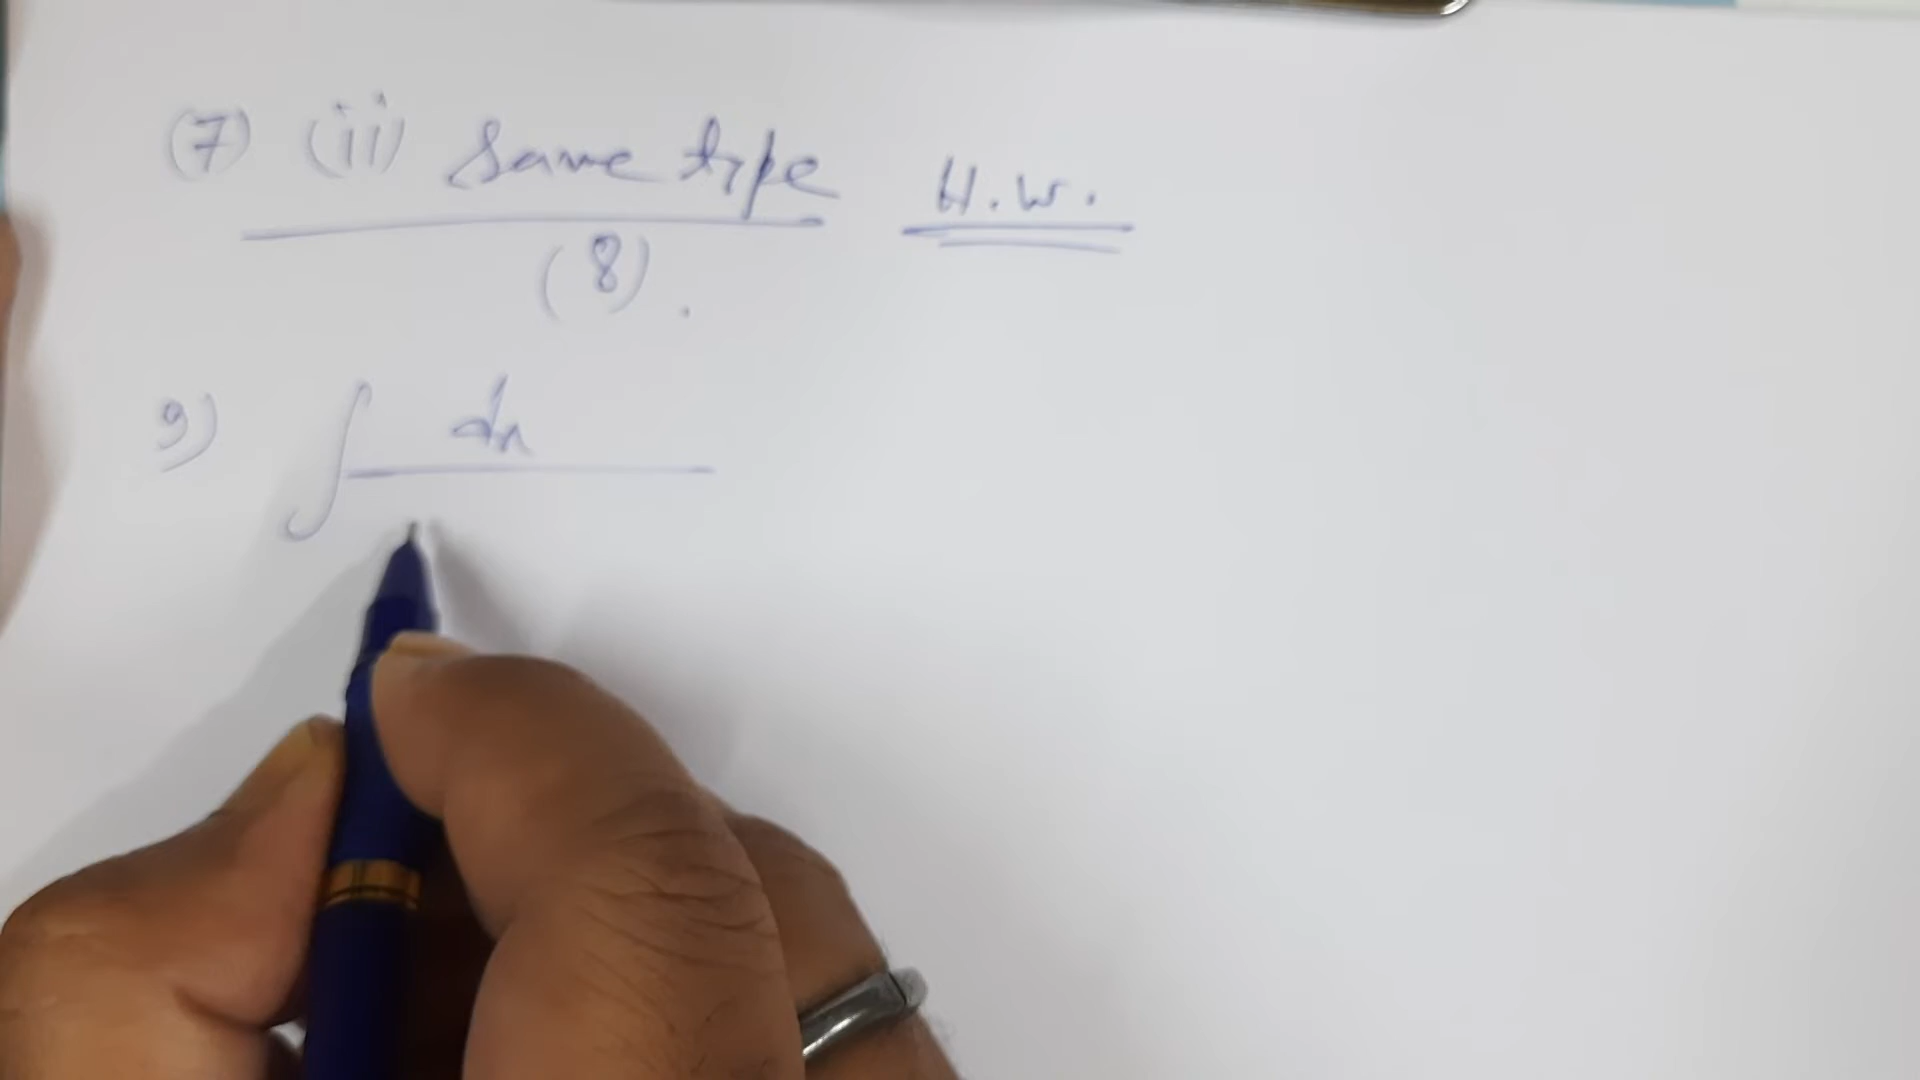 (7) (ii) Same type H.W.
(8).
9) ∫ dx